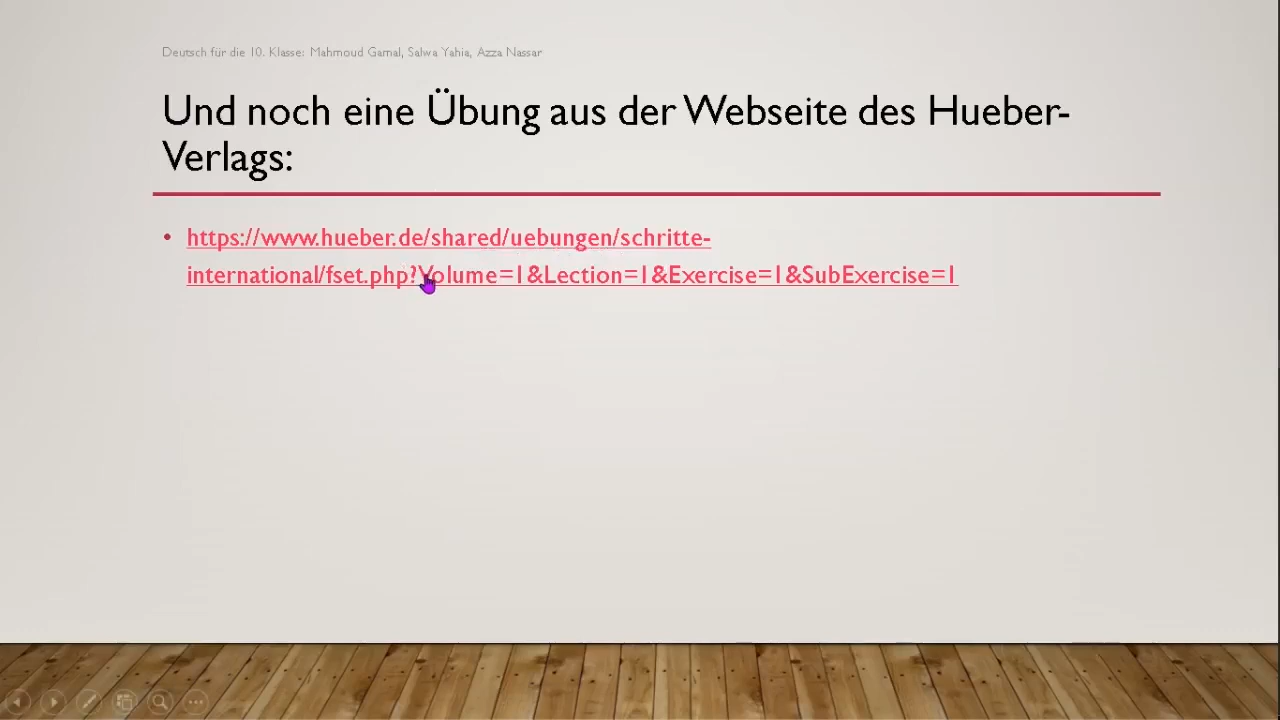 Deutsch für die 10. Klasse: Mahmoud Gamal, Salwa Yahia, Azza Nassar
Und noch eine Übung aus der Webseite des Hueber-
Verlags:
• https://www.hueber.de/shared/uebungen/schritte-
international/fset.php?Volume=1&Lection=1&Exercise=1&SubExercise=1